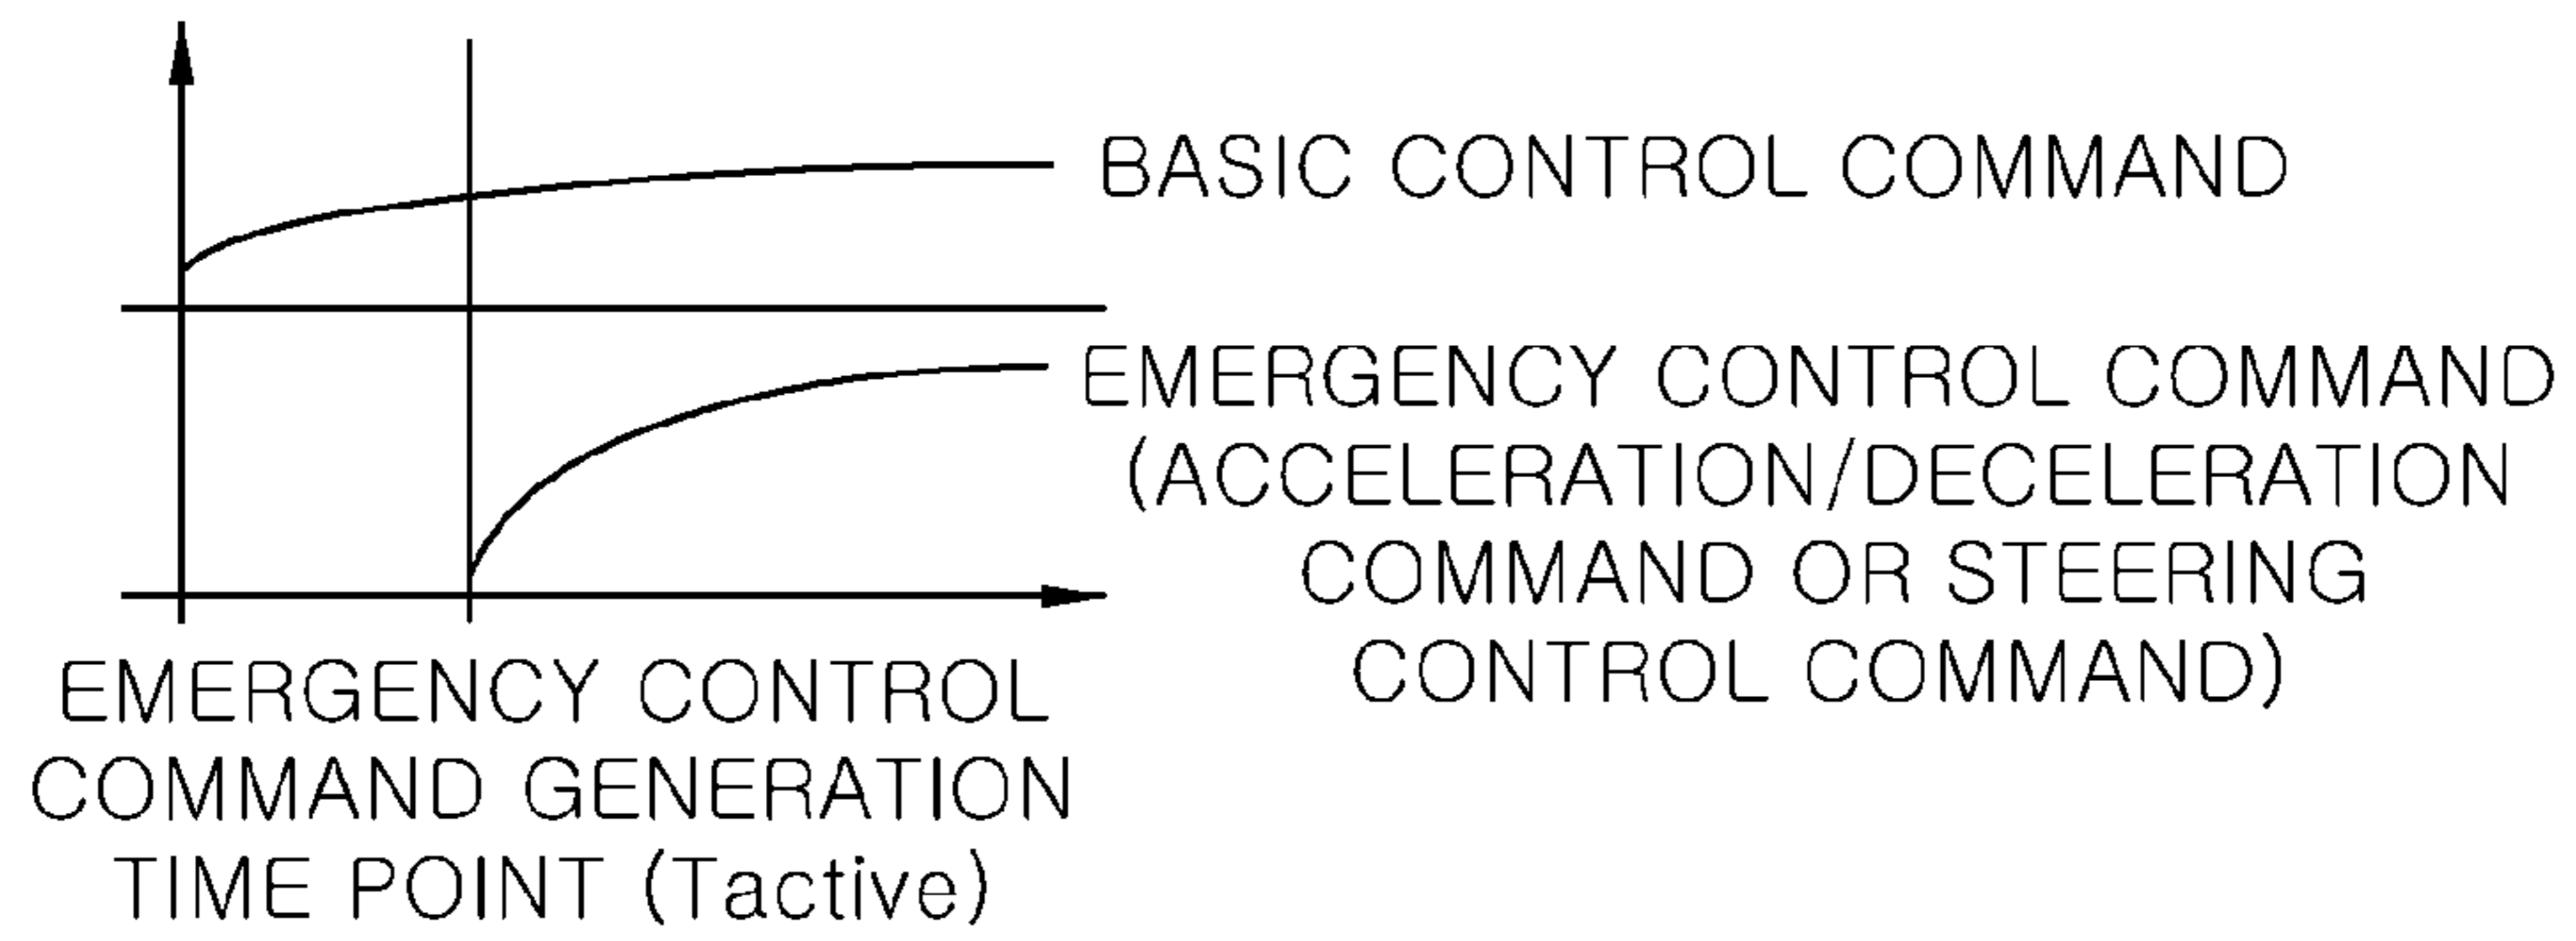 BASIC CONTROL COMMAND
EMERGENCY CONTROL COMMAND
(ACCELERATION/DECELERATION
COMMAND OR STEERING
CONTROL COMMAND)
EMERGENCY CONTROL
COMMAND GENERATION
TIME POINT (Tactive)